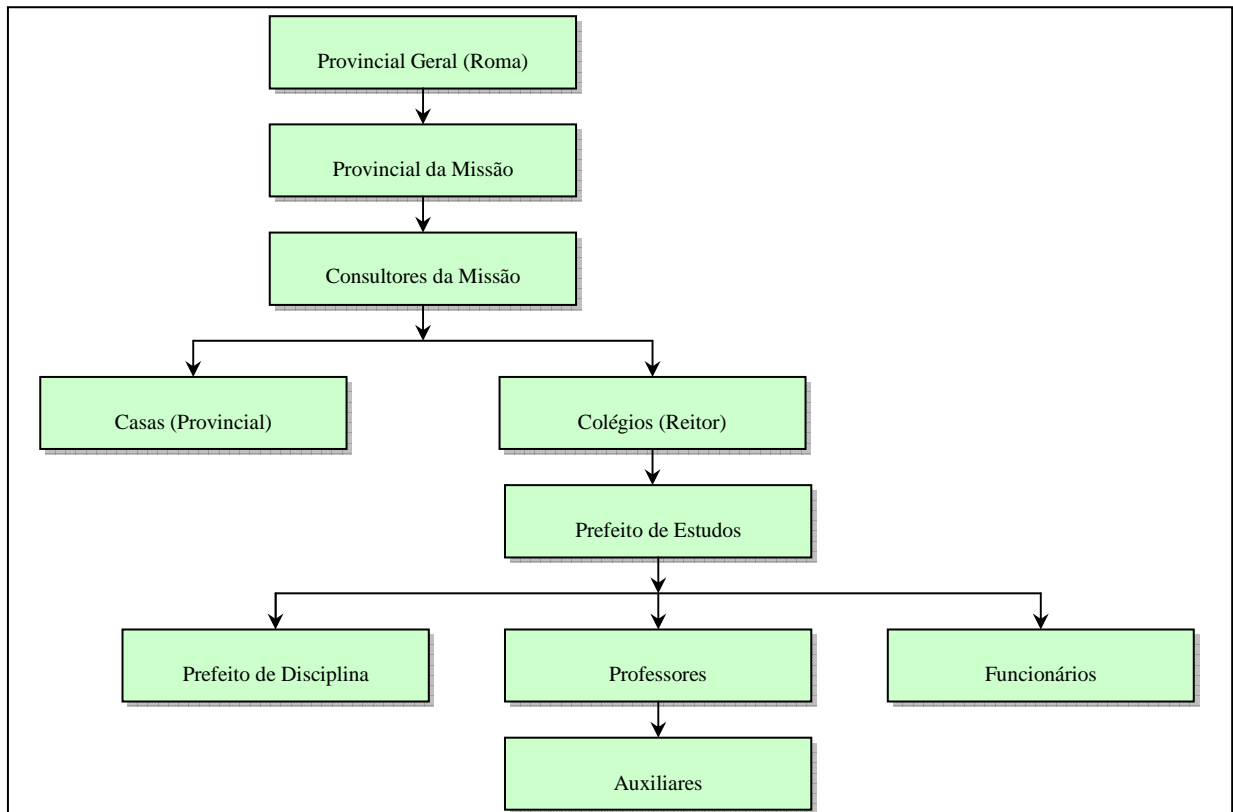 Provincial Geral (Roma)
Provincial da Missão
Consultores da Missão
Casas (Provincial)
Colégios (Reitor)
Prefeito de Estudos
Prefeito de Disciplina
Professores
Funcionários
Auxiliares